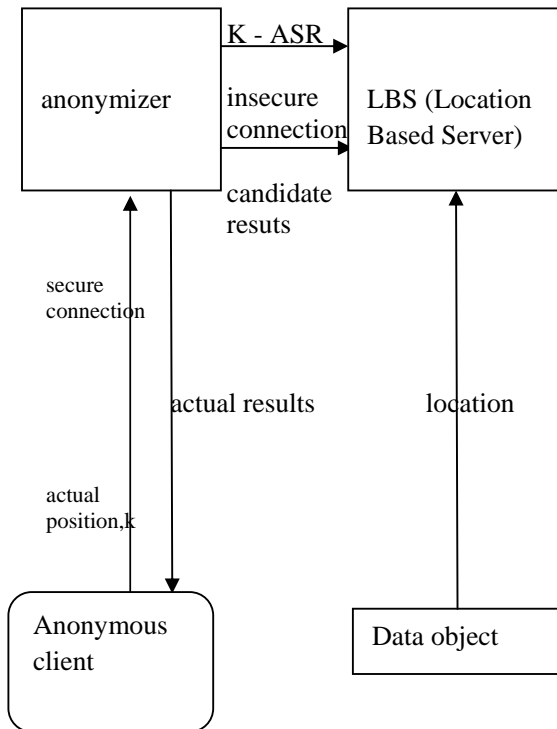 K - ASR
anonymizer
insecure
connection
LBS (Location
Based Server)
candidate
resuts
secure
connection
actual results
location
actual
position,k
Anonymous
client
Data object